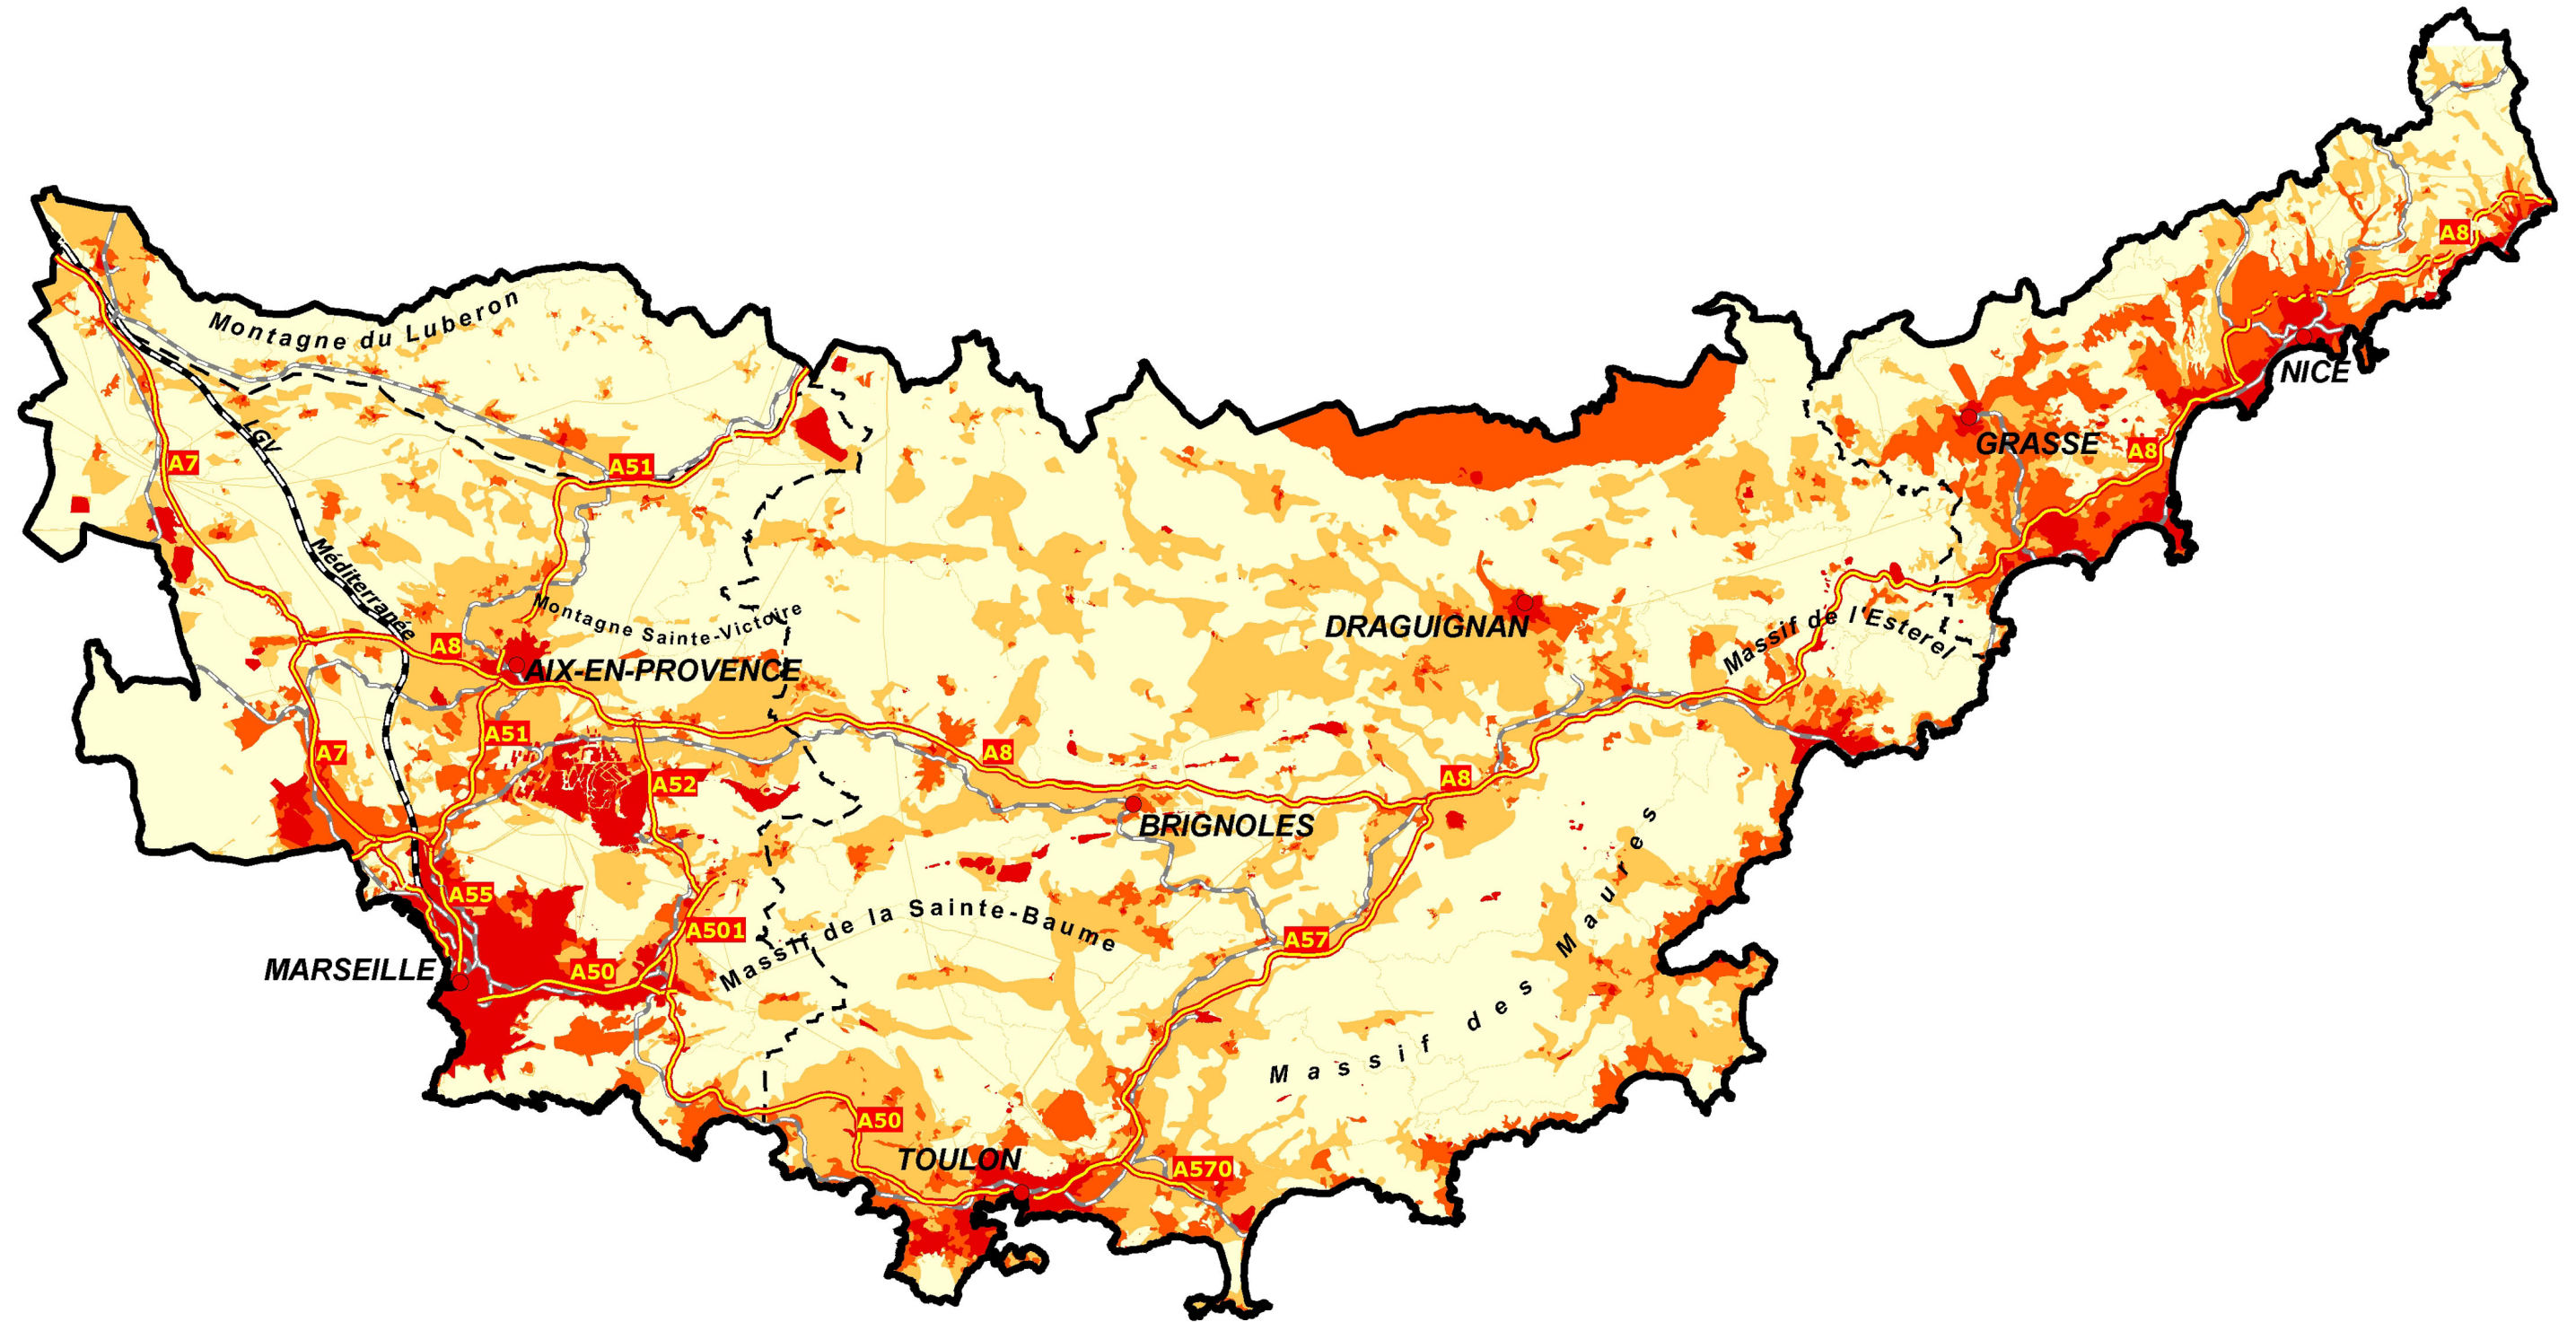 A8
Montagne du Luberon
NICE
LGV
GRASSE
A8
A7
A51
Méditerranée
Montagne Sainte-Victoire
DRAGUIGNAN
Massif de l'Esterel
A8
AIX-EN-PROVENCE
A51
A7
A8
A52
A8
BRIGNOLES
Massif des Maures
A55
Massif de la Sainte-Baume
A501
A57
MARSEILLE
A50
A50
TOULON
A570